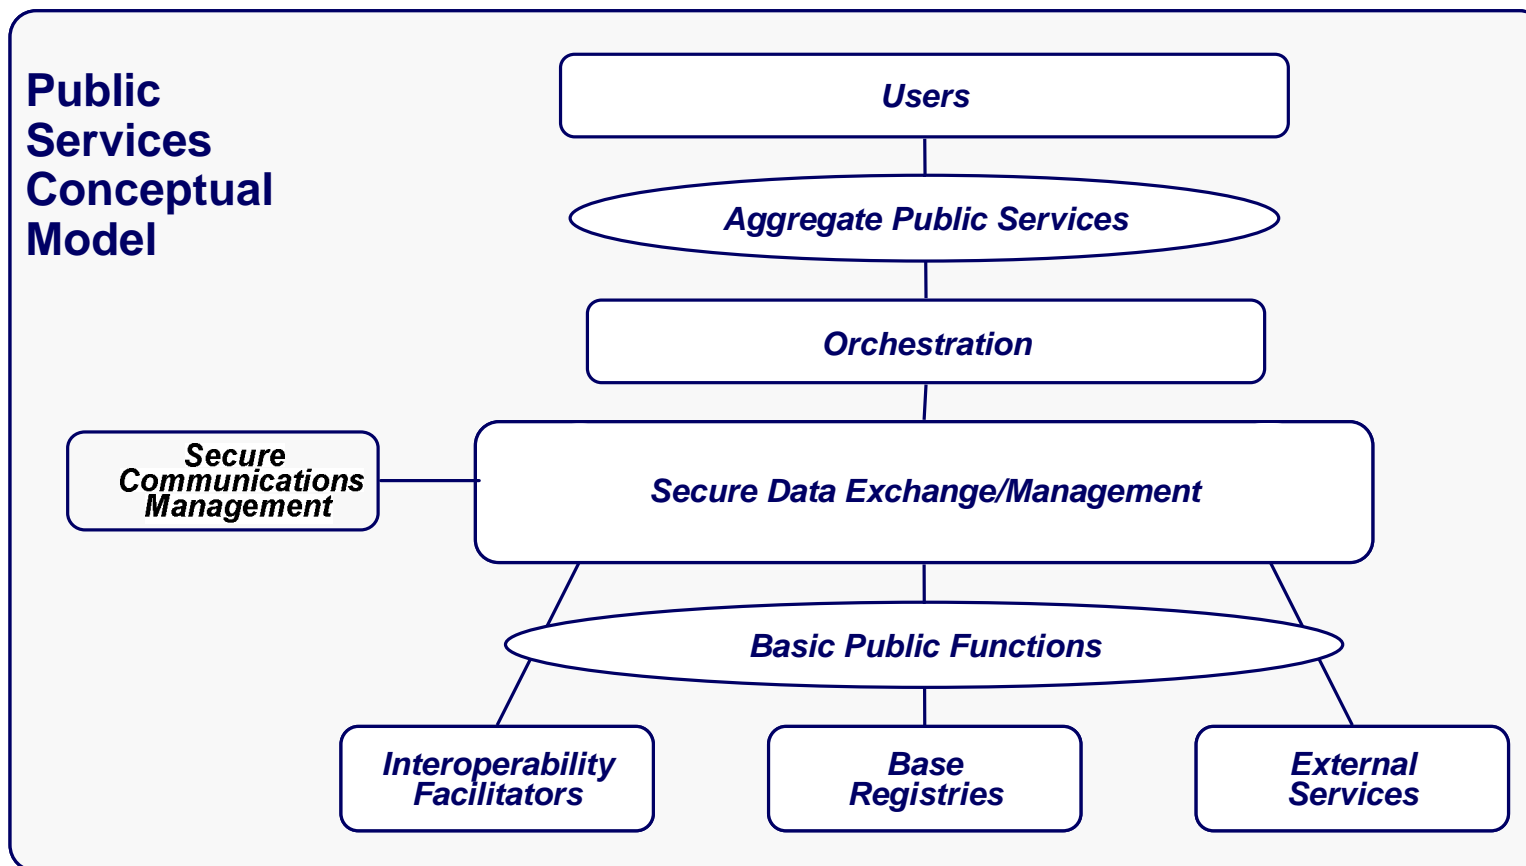 Public
Services
Conceptual
Model
Users
Aggregate Public Services
Orchestration
Secure
Communications
Management
Secure Data Exchange/Management
Basic Public Functions
Interoperability
Facilitators
Base
Registries
External
Services